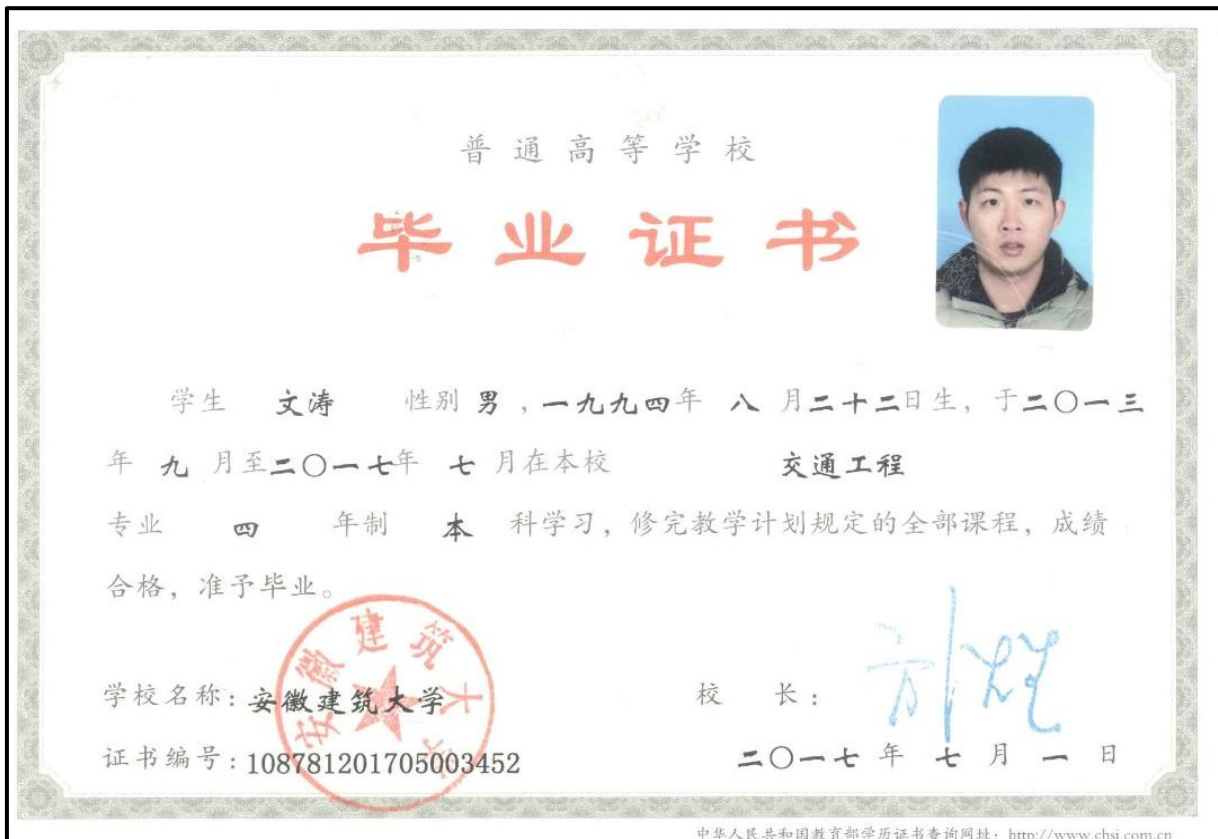 普通高等学校
毕业证书
学生 文涛 性别 男 ，一九九四年 八 月二十二日生，于二〇一三
年 九 月至二〇一七年 七 月在本校 交通工程
专业 四 年制 本 科学习，修完教学计划规定的全部课程，成绩
合格，准予毕业。
安徽建筑大学
学校名称：安徽建筑大学 校 长：
证书编号：108781201705003452 二〇一七 年 七 月 一 日
中华人民共和国教育部学历证书查询网址：http://www.chsi.com.cn